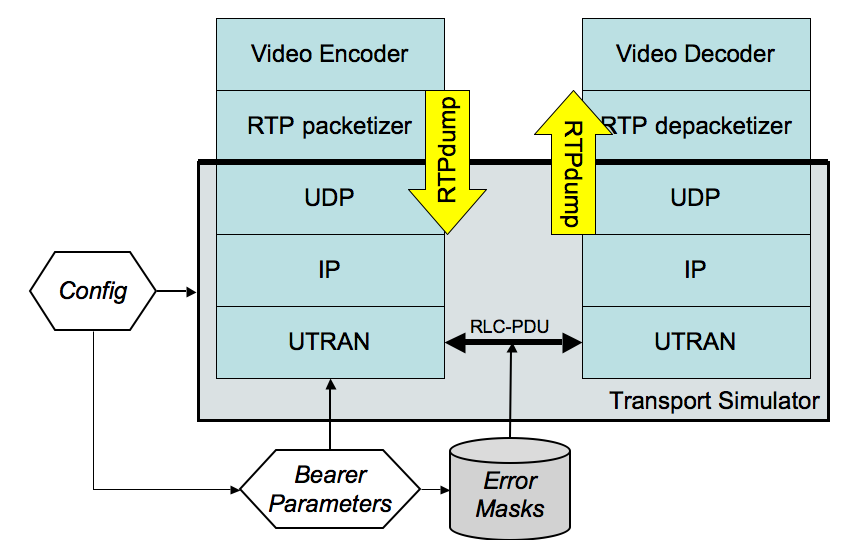 Video Encoder
Video Decoder
RTP packetizer
RTPdump
RTPdump
RTP depacketizer
UDP
UDP
IP
IP
Config
UTRAN
RLC-PDU
UTRAN
Transport Simulator
Bearer
Parameters
Error
Masks